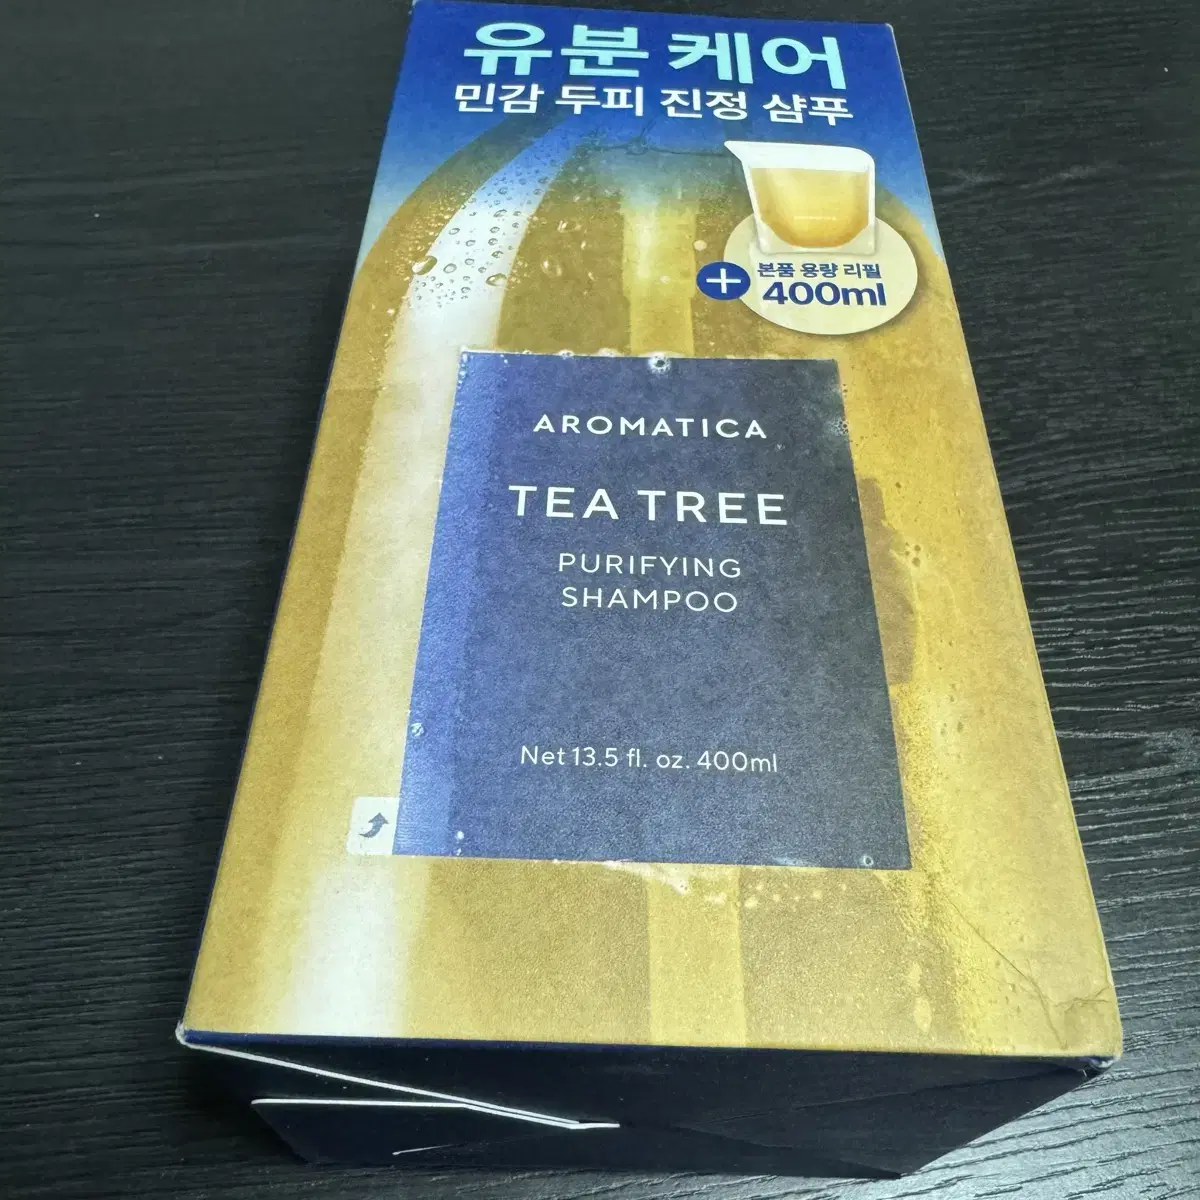 유분 케어
민감 두피 진정 샴푸
+
본품 용량 리필
400ml
AROMATICA
TEA TREE
PURIFYING
SHAMPOO
Net 13.5 fl. oz. 400ml